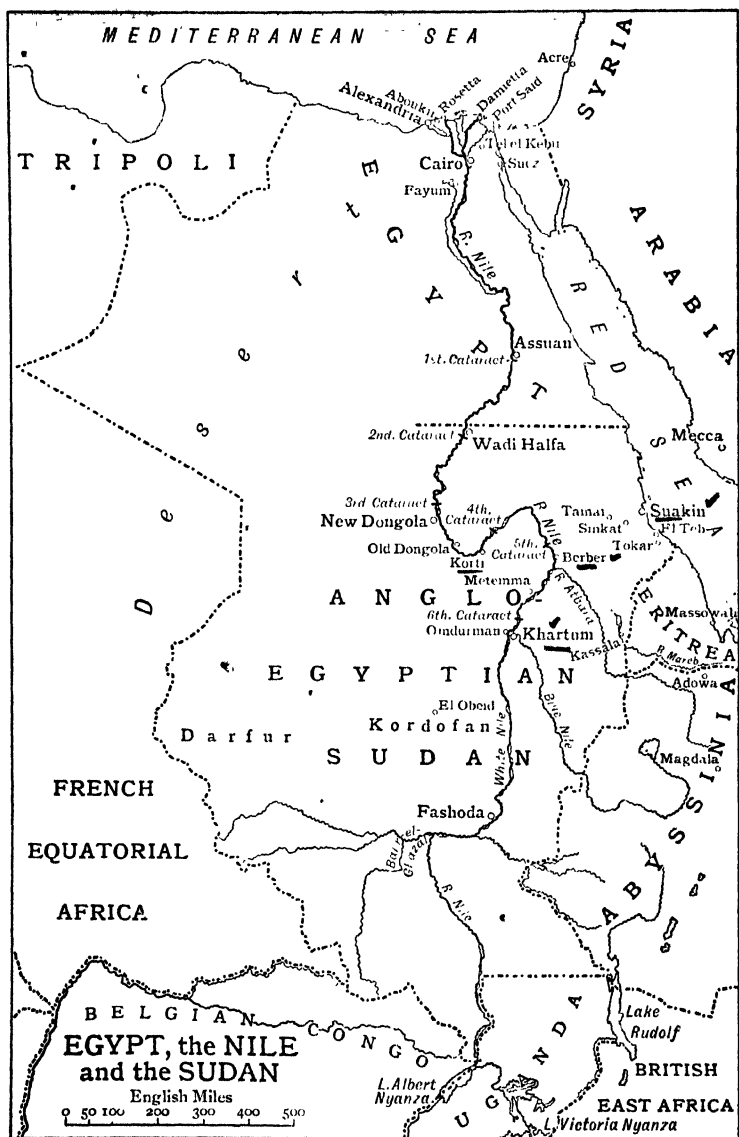 MEDITERRANEAN SEA
Acre
SYRIA
Damietta
Rosetta
Port Said
Aboukir
Alexandria
Tel el Kebir
TRIPOLI
Cairo
Suez
Fayum
EGYPT
ARABIA
R. Nile
RED SEA
Desert
Assuan
1st. Cataract
2nd. Cataract
Wadi Halfa
Mecca
3rd Cataract
4th. Cataract
R. Nile
Tamai
Suakin
New Dongola
Sinkat
El Teb
Old Dongola
5th. Cataract
Berber
Tokar
Korti
Metemma
R. Atbara
ANGLO-
EGYPTIAN
SUDAN
6th. Cataract
Massowah
ERITREA
Omdurman
Khartum
Kassala
R. Mareb
Adowa
El Obeid
Blue Nile
White Nile
Darfur
Kordofan
Magdala
ABYSSINIA
FRENCH
EQUATORIAL
AFRICA
Fashoda
Bahr-el-
Ghazal
R. Nile
BELGIAN CONGO
UGANDA
Lake
Rudolf
EGYPT, the NILE
and the SUDAN
English Miles
0 50 100 200 300 400 500
L. Albert
Nyanza
BRITISH
EAST AFRICA
L. Victoria Nyanza